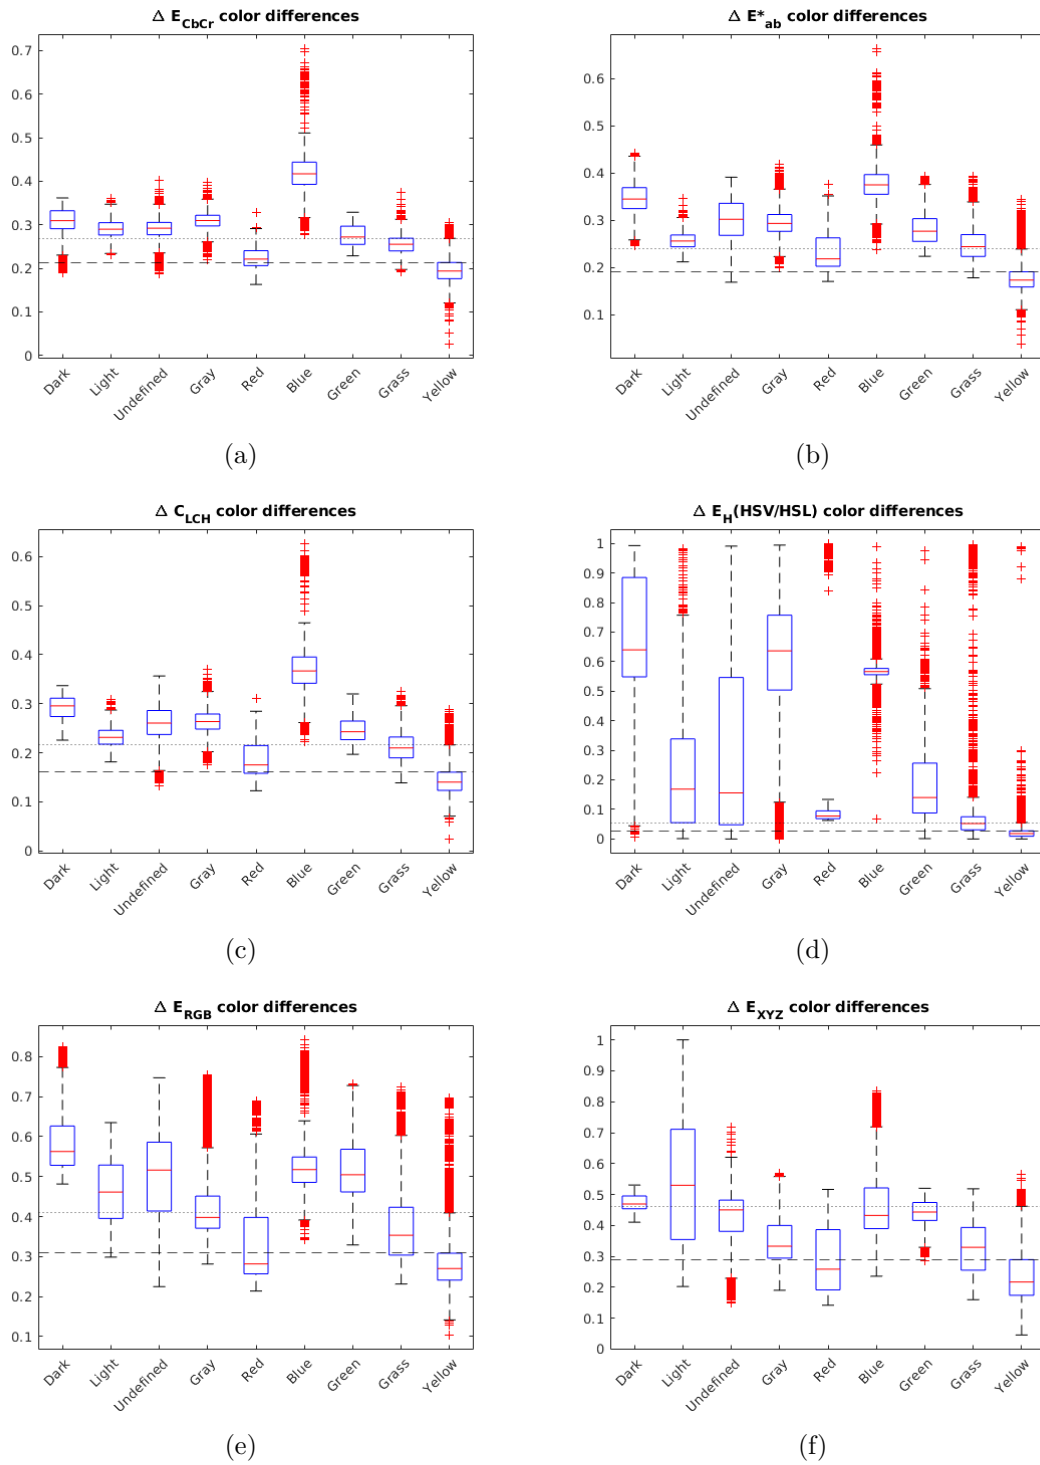 Δ E_CbCr color differences
0.7
0.6
0.5
0.4
0.3
0.2
0.1
0
Dark Light Undefined Gray Red Blue Green Grass Yellow
(a)
Δ E*_ab color differences
0.6
0.5
0.4
0.3
0.2
0.1
Dark Light Undefined Gray Red Blue Green Grass Yellow
(b)
Δ C_LCH color differences
0.6
0.5
0.4
0.3
0.2
0.1
0
Dark Light Undefined Gray Red Blue Green Grass Yellow
(c)
Δ E_H(HSV/HSL) color differences
1
0.9
0.8
0.7
0.6
0.5
0.4
0.3
0.2
0.1
0
Dark Light Undefined Gray Red Blue Green Grass Yellow
(d)
Δ E_RGB color differences
0.8
0.7
0.6
0.5
0.4
0.3
0.2
0.1
Dark Light Undefined Gray Red Blue Green Grass Yellow
(e)
Δ E_XYZ color differences
1
0.9
0.8
0.7
0.6
0.5
0.4
0.3
0.2
0.1
0
Dark Light Undefined Gray Red Blue Green Grass Yellow
(f)